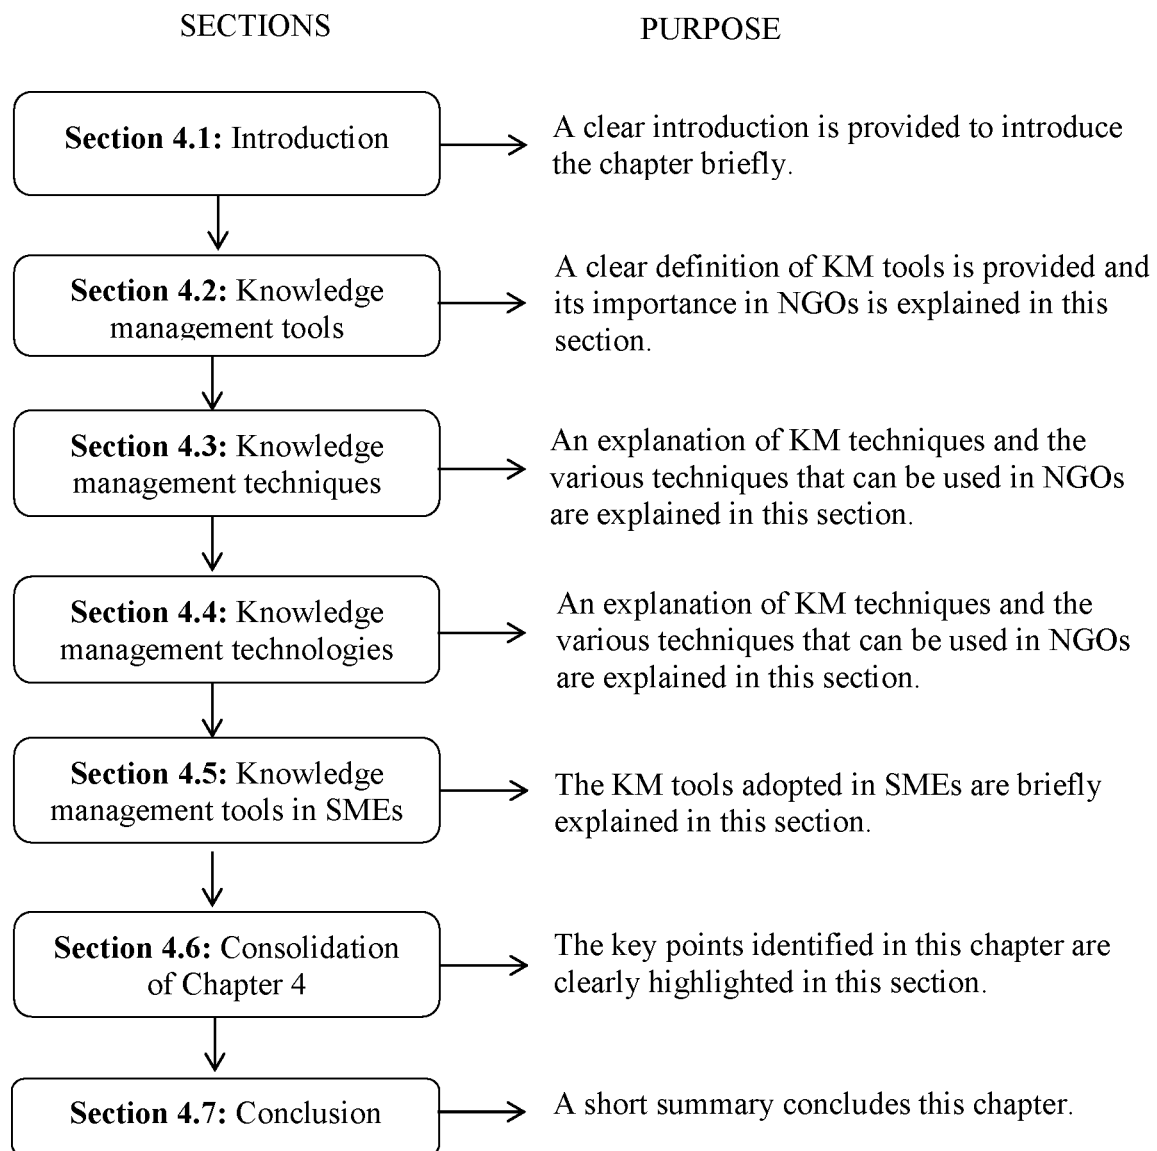 SECTIONS
PURPOSE
Section 4.1: Introduction
A clear introduction is provided to introduce
the chapter briefly.
Section 4.2: Knowledge
management tools
A clear definition of KM tools is provided and
its importance in NGOs is explained in this
section.
Section 4.3: Knowledge
management techniques
An explanation of KM techniques and the
various techniques that can be used in NGOs
are explained in this section.
Section 4.4: Knowledge
management technologies
An explanation of KM techniques and the
various techniques that can be used in NGOs
are explained in this section.
Section 4.5: Knowledge
management tools in SMEs
The KM tools adopted in SMEs are briefly
explained in this section.
Section 4.6: Consolidation
of Chapter 4
The key points identified in this chapter are
clearly highlighted in this section.
Section 4.7: Conclusion
A short summary concludes this chapter.